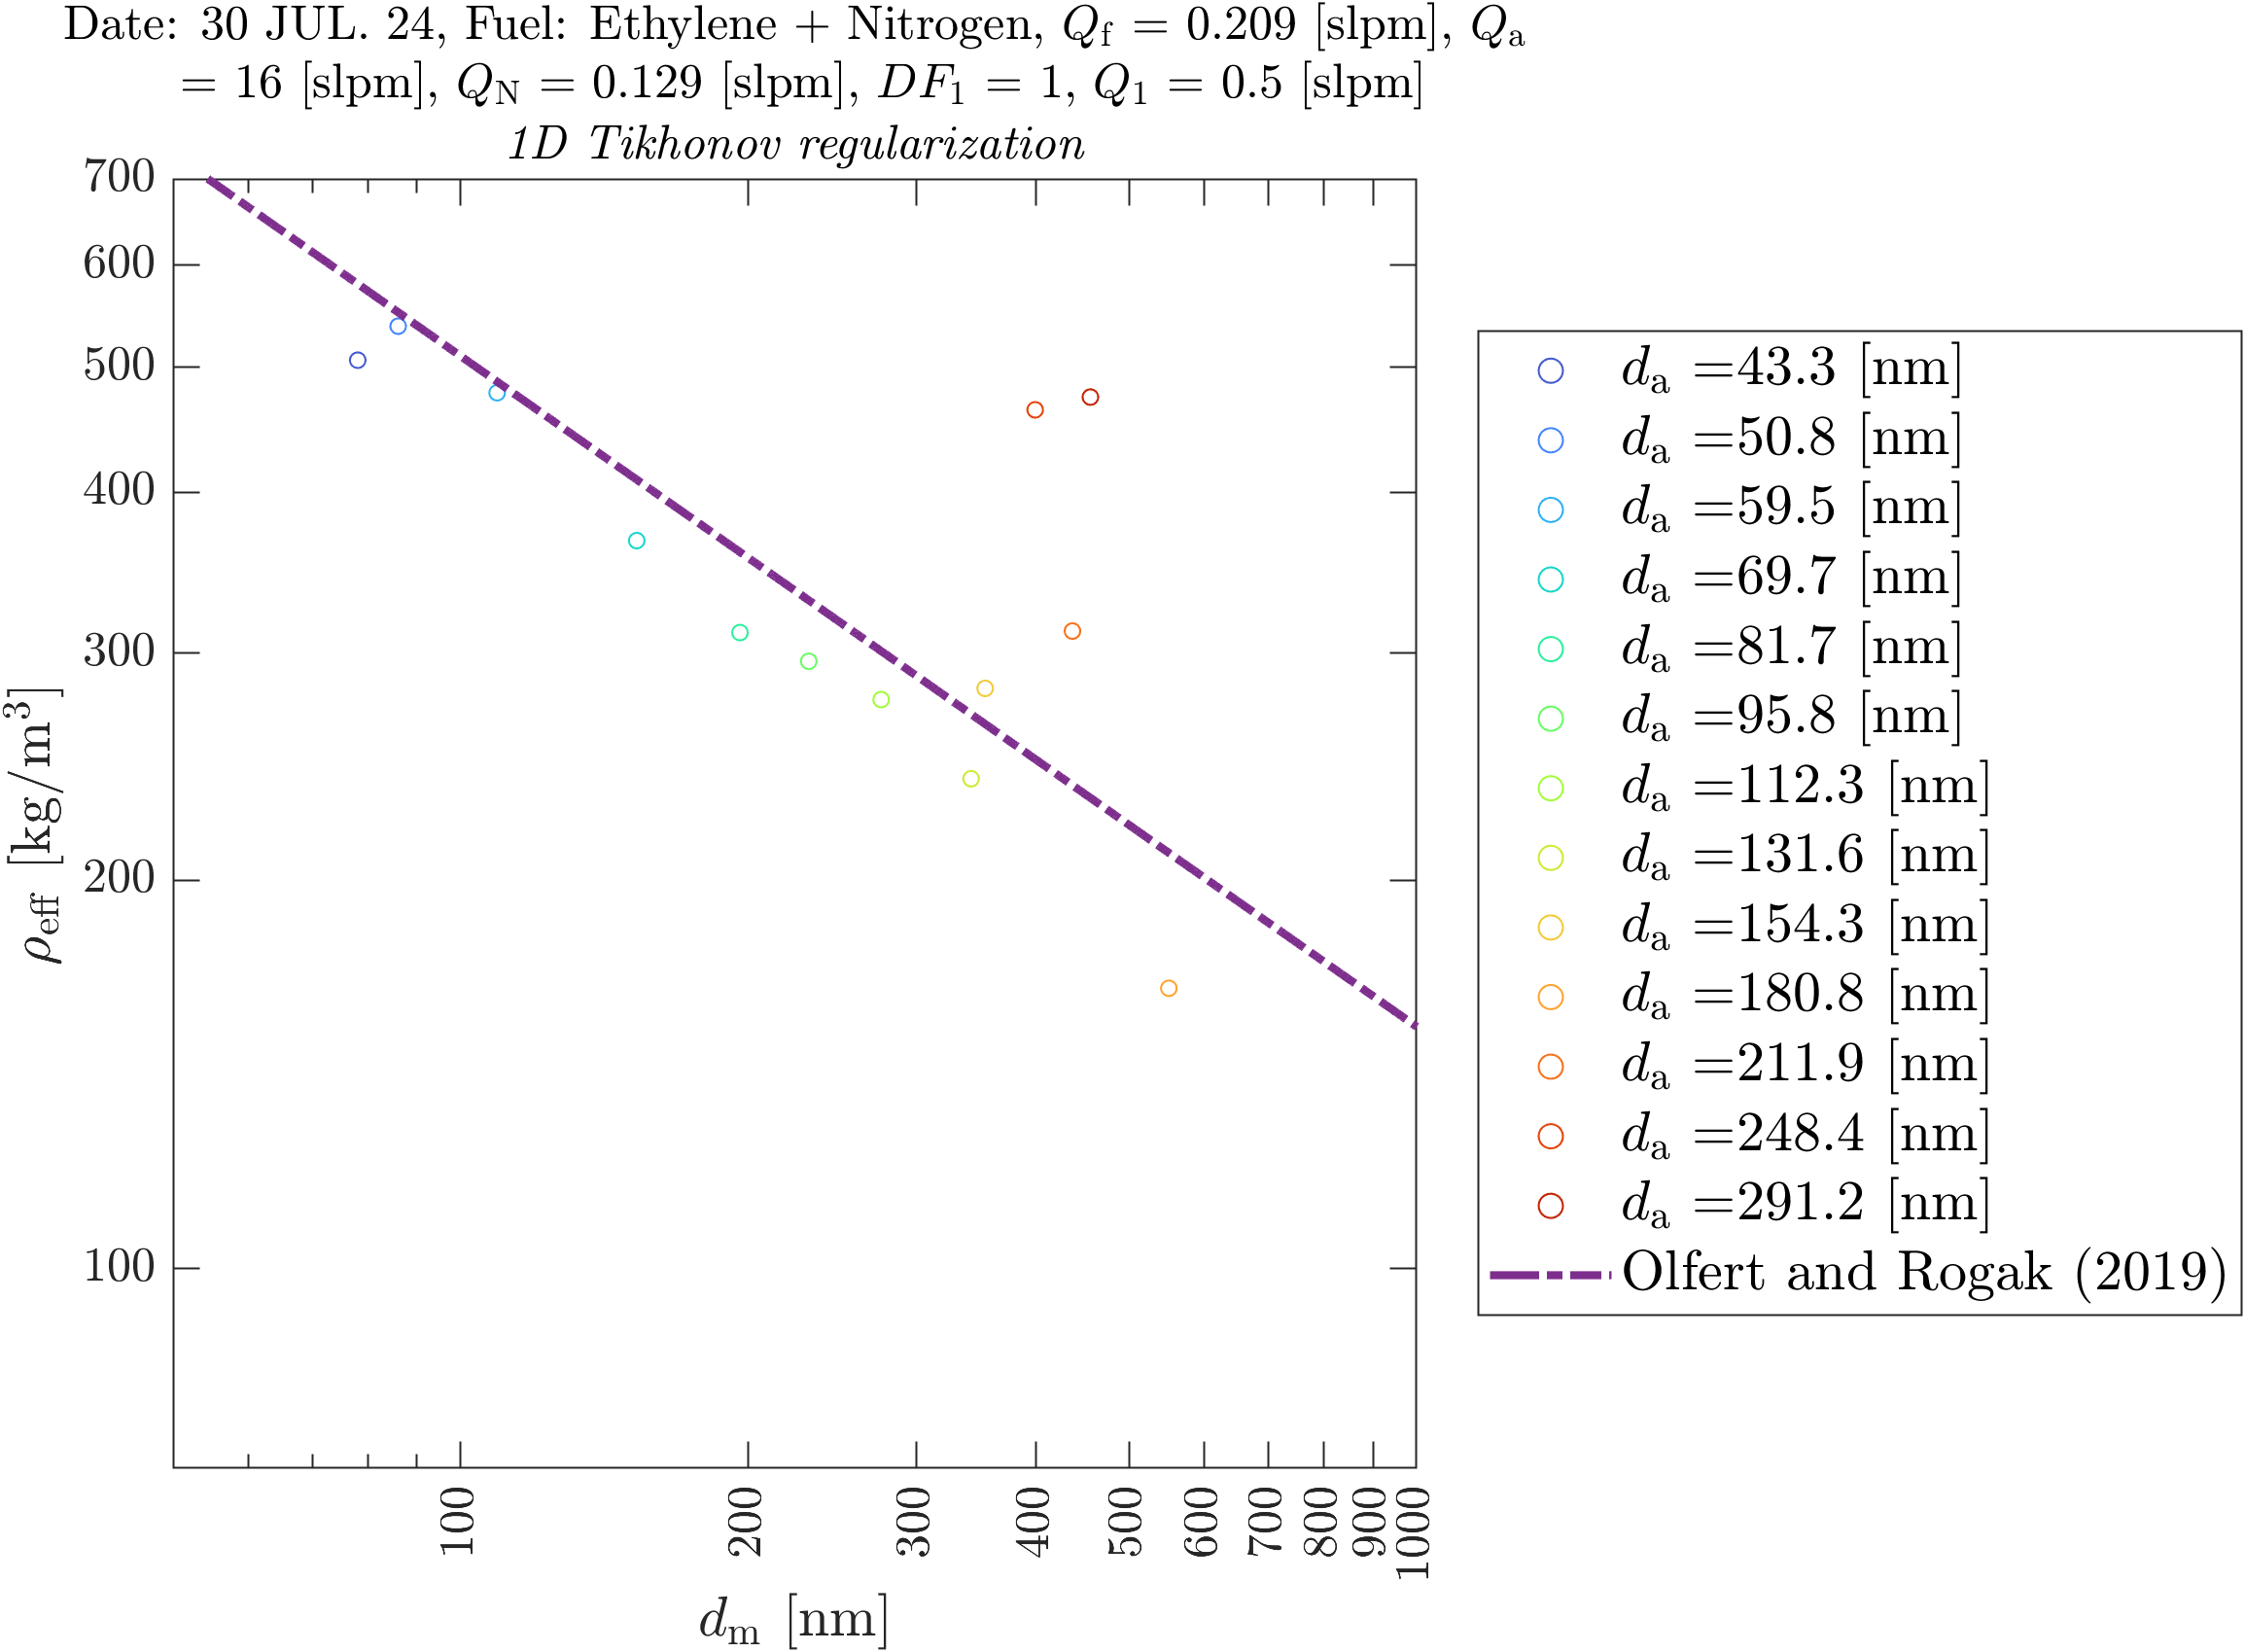 Date: 30 JUL. 24, Fuel: Ethylene + Nitrogen, Qf = 0.209 [slpm], Qa
= 16 [slpm], QN = 0.129 [slpm], DF1 = 1, Q1 = 0.5 [slpm]
1D Tikhonov regularization
700
600
500
400
300
200
100
ρeff [kg/m³]
100
200
300
400
500
600
700
800
900
1000
dm [nm]
da =43.3 [nm]
da =50.8 [nm]
da =59.5 [nm]
da =69.7 [nm]
da =81.7 [nm]
da =95.8 [nm]
da =112.3 [nm]
da =131.6 [nm]
da =154.3 [nm]
da =180.8 [nm]
da =211.9 [nm]
da =248.4 [nm]
da =291.2 [nm]
Olfert and Rogak (2019)